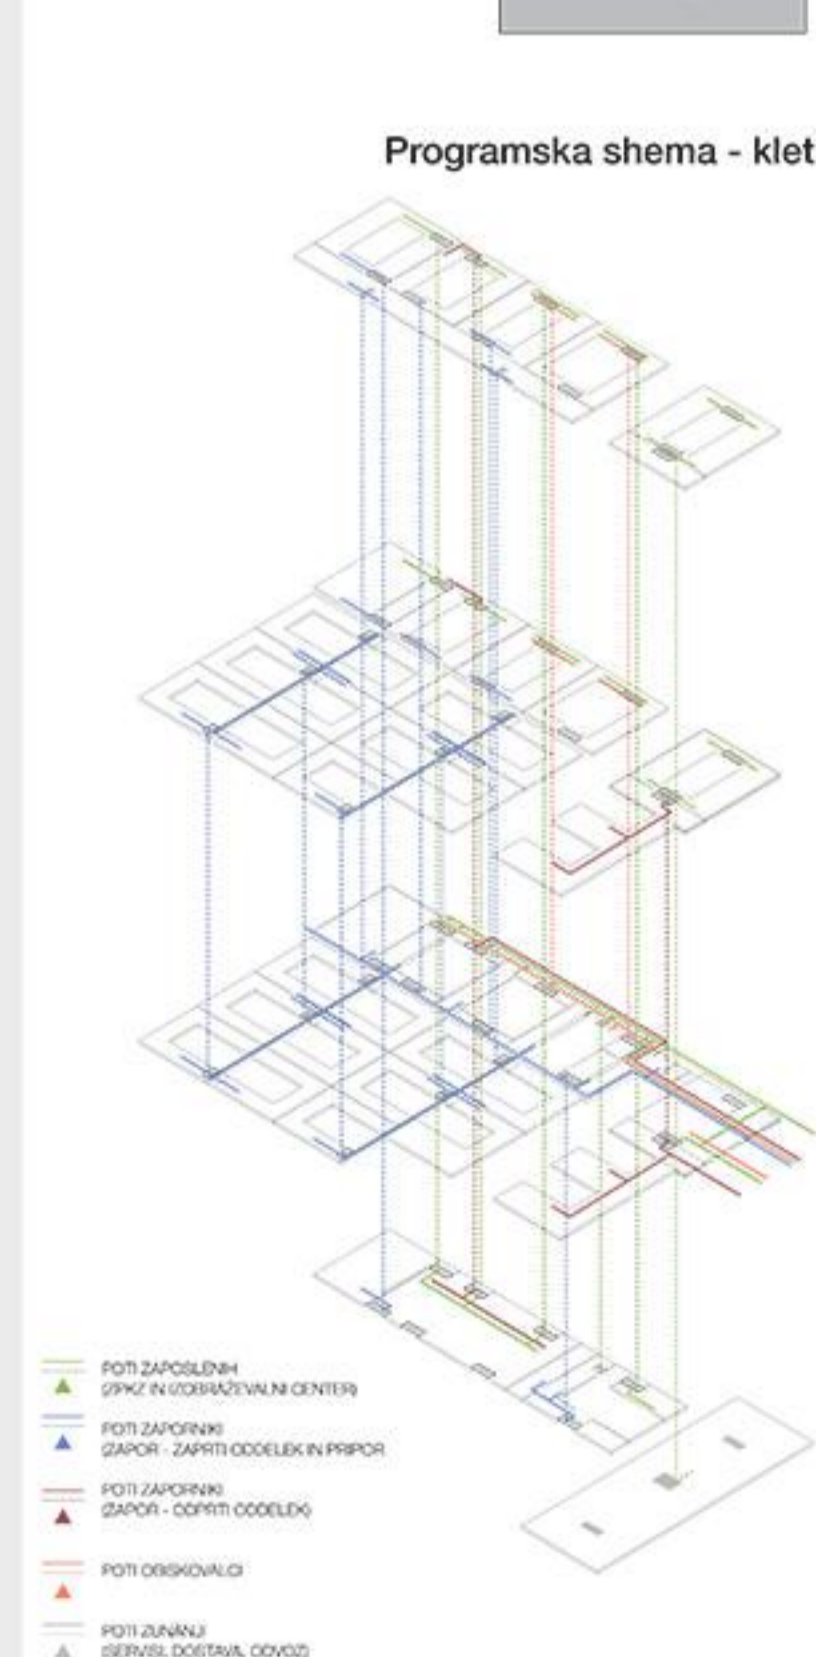 Programska shema - klet
POTI ZAPOSLENIH
(ZPKZ IN IZOBRAŽEVALNI CENTER)
POTI ZAPORNIKI
(ZAPOR - ZAPRTI ODDELEK IN PRIPOR
POTI ZAPORNIKI
(ZAPOR - ODPRTI ODDELEK)
POTI OBISKOVALCI
POTI ZUNANJI
(SERVISI, DOSTAVA, ODVOZ)